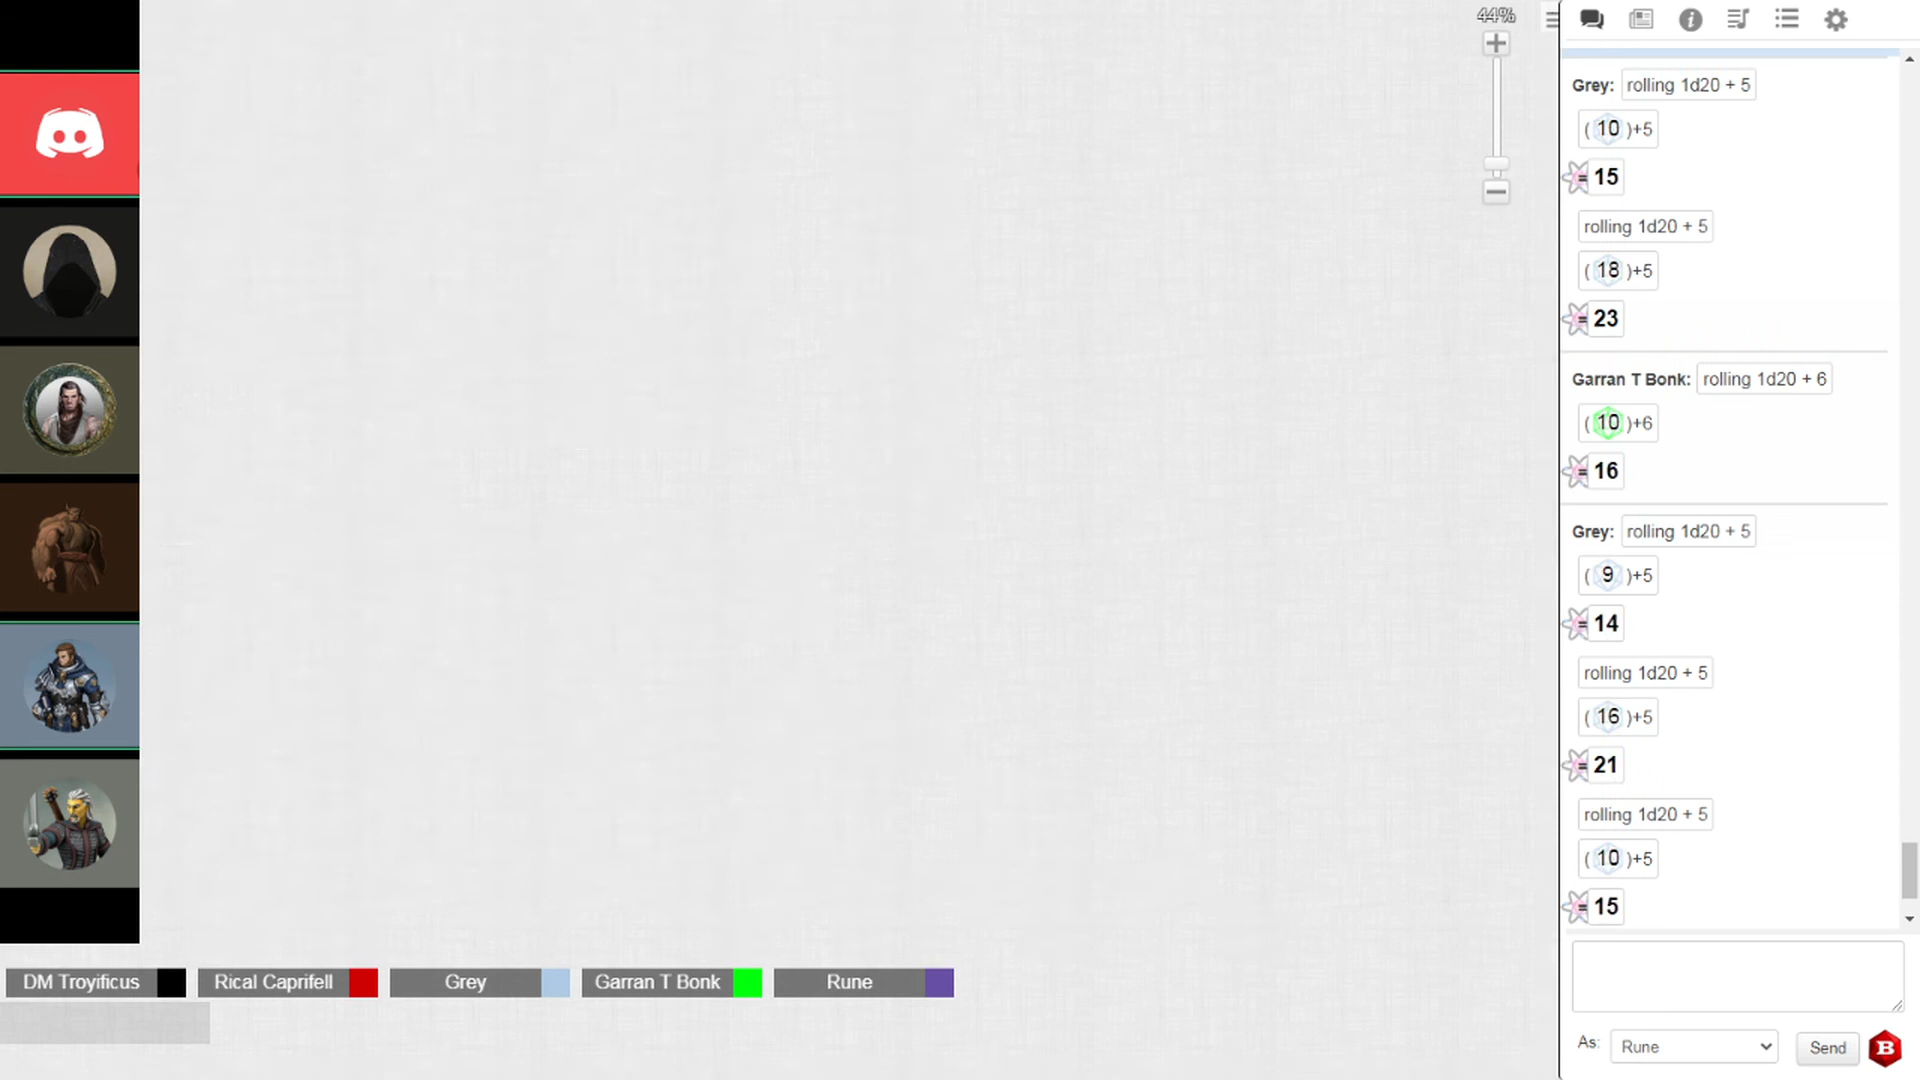 44%
Grey: rolling 1d20 + 5
(10)+5
= 15
rolling 1d20 + 5
(18)+5
= 23
Garran T Bonk: rolling 1d20 + 6
(10)+6
= 16
Grey: rolling 1d20 + 5
(9)+5
= 14
rolling 1d20 + 5
(16)+5
= 21
rolling 1d20 + 5
(10)+5
= 15
DM Troyificus Rical Caprifell Grey Garran T Bonk Rune
As: Rune Send B